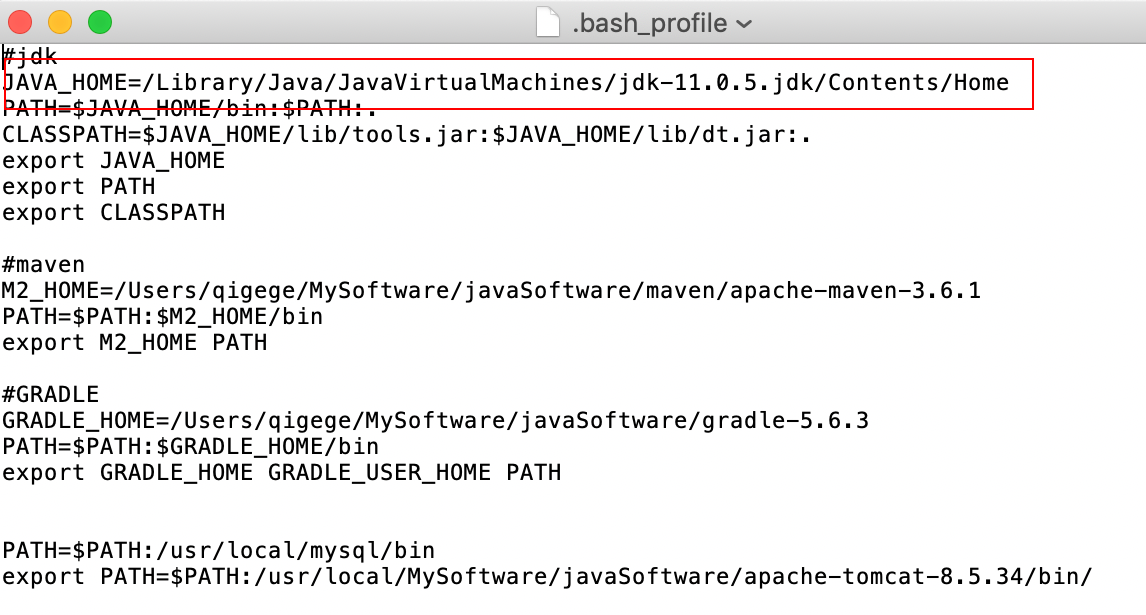 .bash_profile
#jdk
JAVA_HOME=/Library/Java/JavaVirtualMachines/jdk-11.0.5.jdk/Contents/Home
PATH=$JAVA_HOME/bin:$PATH:.
CLASSPATH=$JAVA_HOME/lib/tools.jar:$JAVA_HOME/lib/dt.jar:.
export JAVA_HOME
export PATH
export CLASSPATH
#maven
M2_HOME=/Users/qigege/MySoftware/javaSoftware/maven/apache-maven-3.6.1
PATH=$PATH:$M2_HOME/bin
export M2_HOME PATH
#GRADLE
GRADLE_HOME=/Users/qigege/MySoftware/javaSoftware/gradle-5.6.3
PATH=$PATH:$GRADLE_HOME/bin
export GRADLE_HOME GRADLE_USER_HOME PATH
PATH=$PATH:/usr/local/mysql/bin
export PATH=$PATH:/usr/local/MySoftware/javaSoftware/apache-tomcat-8.5.34/bin/